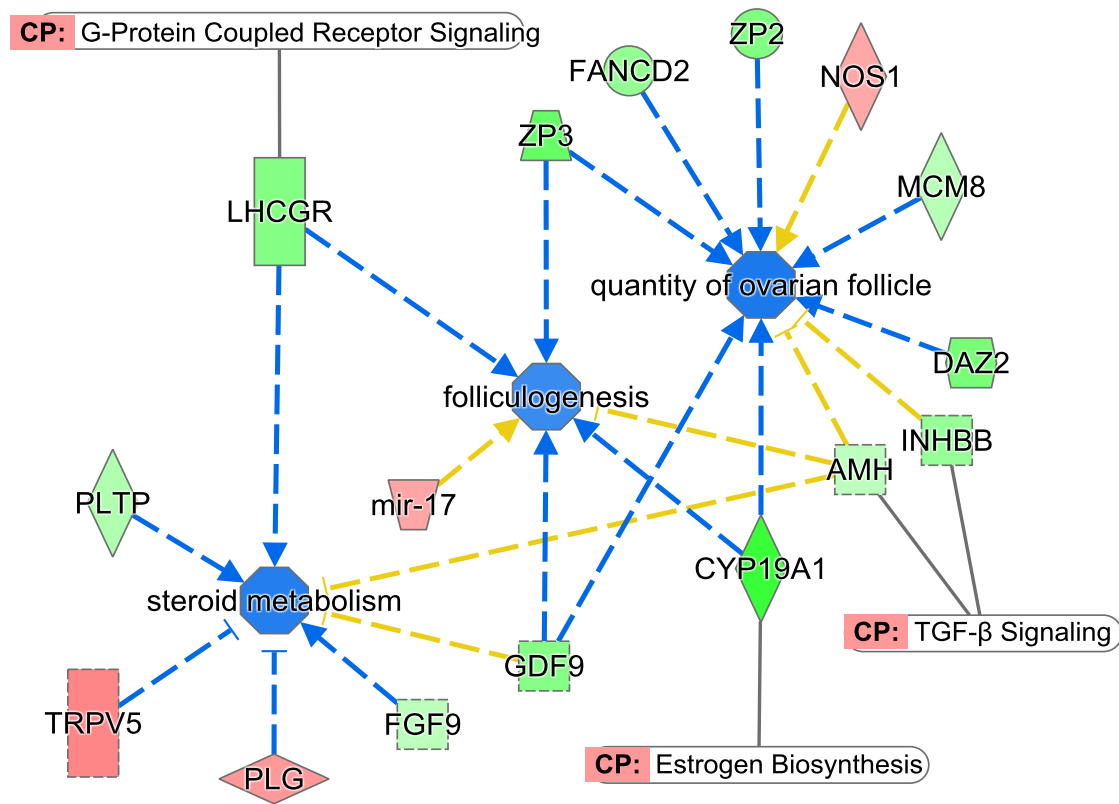 CP: G-Protein Coupled Receptor Signaling
ZP2
FANCD2
NOS1
ZP3
MCM8
LHCGR
quantity of ovarian follicle
DAZ2
folliculogenesis
INHBB
AMH
PLTP
mir-17
CYP19A1
steroid metabolism
CP: TGF-β Signaling
GDF9
TRPV5
FGF9
PLG
CP: Estrogen Biosynthesis